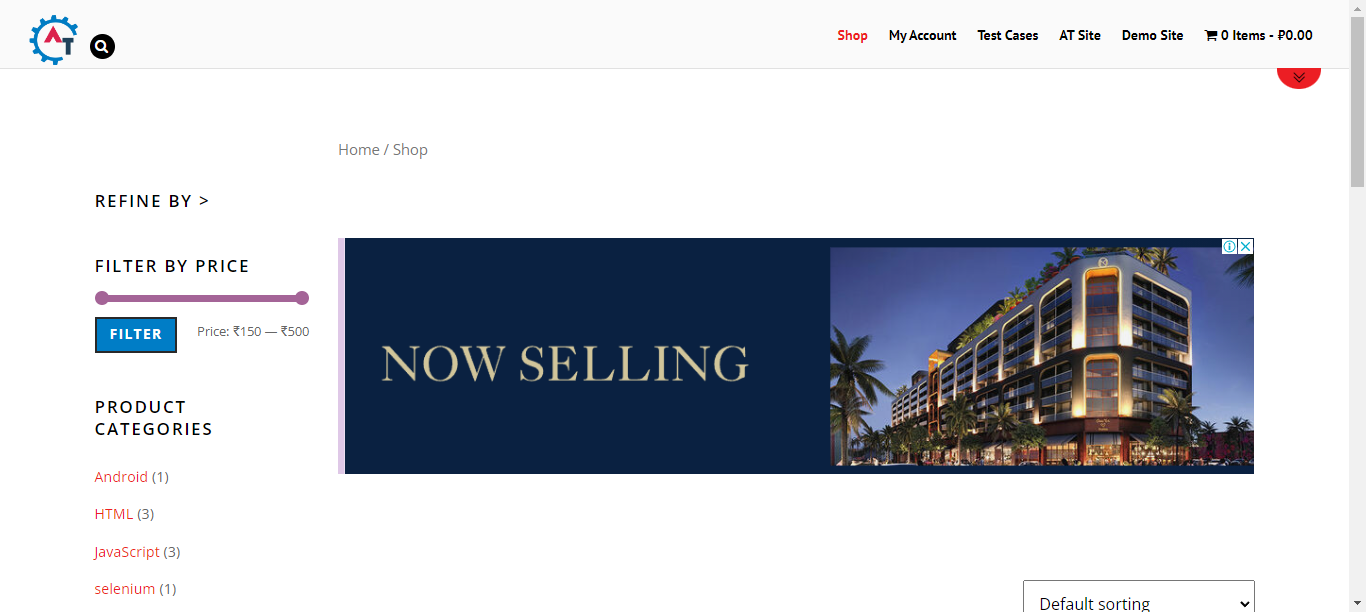 AT
Shop My Account Test Cases AT Site Demo Site 0 Items - ₽0.00
Home / Shop
REFINE BY >
FILTER BY PRICE
FILTER
Price: ₹150 — ₹500
NOW SELLING
PRODUCT
CATEGORIES
Android (1)
HTML (3)
JavaScript (3)
selenium (1)
Default sorting